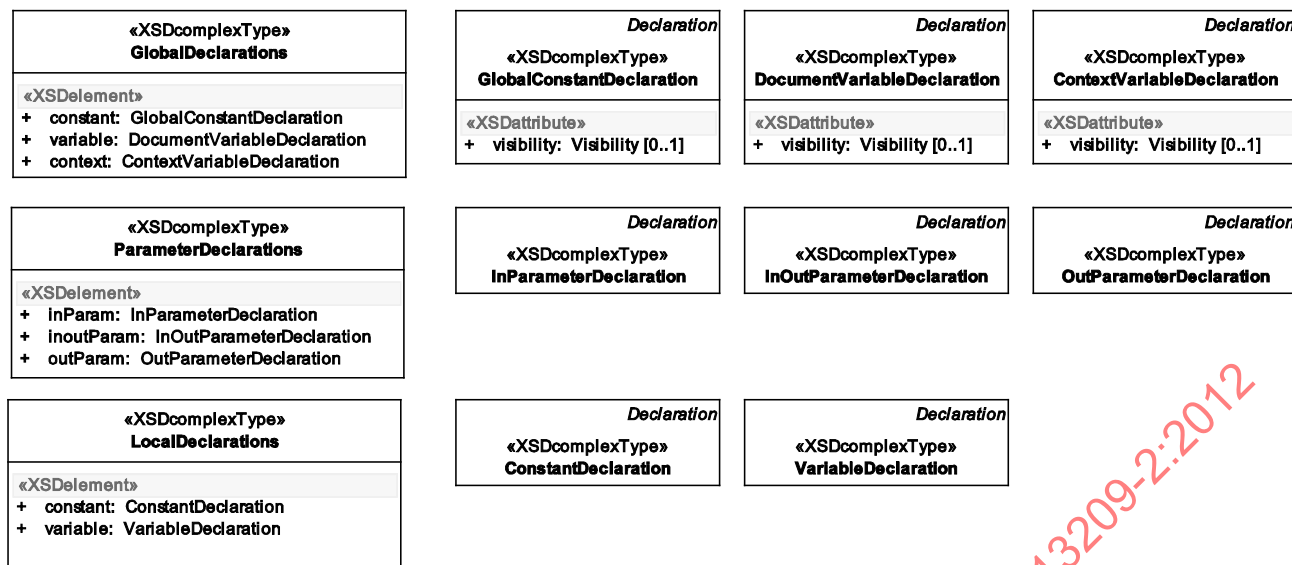 «XSDcomplexType»
GlobalDeclarations
«XSDelement»
+ constant: GlobalConstantDeclaration
+ variable: DocumentVariableDeclaration
+ context: ContextVariableDeclaration
Declaration
«XSDcomplexType»
GlobalConstantDeclaration
«XSDattribute»
+ visibility: Visibility [0..1]
Declaration
«XSDcomplexType»
DocumentVariableDeclaration
«XSDattribute»
+ visibility: Visibility [0..1]
Declaration
«XSDcomplexType»
ContextVariableDeclaration
«XSDattribute»
+ visibility: Visibility [0..1]
«XSDcomplexType»
ParameterDeclarations
«XSDelement»
+ inParam: InParameterDeclaration
+ inoutParam: InOutParameterDeclaration
+ outParam: OutParameterDeclaration
Declaration
«XSDcomplexType»
InParameterDeclaration
Declaration
«XSDcomplexType»
InOutParameterDeclaration
Declaration
«XSDcomplexType»
OutParameterDeclaration
«XSDcomplexType»
LocalDeclarations
«XSDelement»
+ constant: ConstantDeclaration
+ variable: VariableDeclaration
Declaration
«XSDcomplexType»
ConstantDeclaration
Declaration
«XSDcomplexType»
VariableDeclaration
13209-2:2012